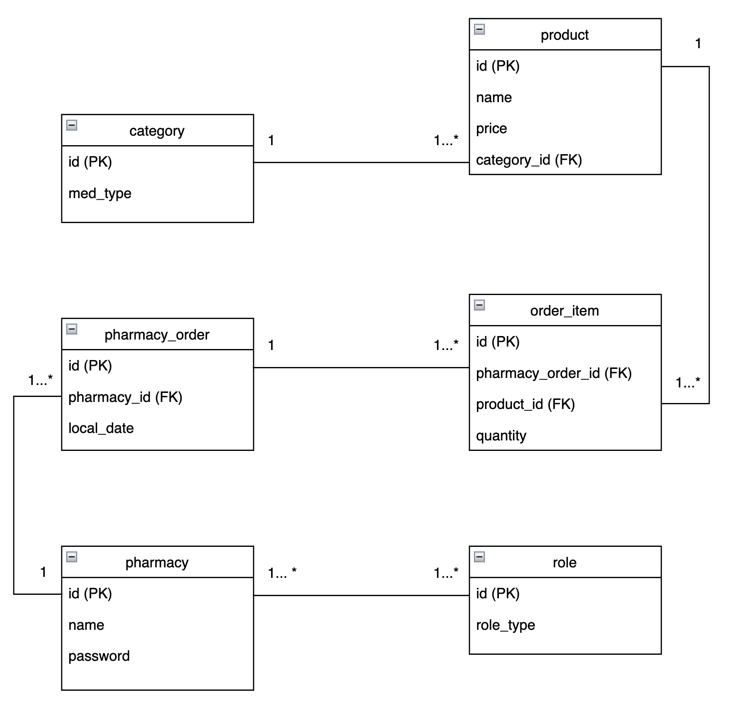 product
1
id (PK)
name
price
category_id (FK)
category
1
1...*
id (PK)
med_type
order_item
pharmacy_order
1
1...*
id (PK)
id (PK)
pharmacy_order_id (FK)
1...*
1...*
pharmacy_id (FK)
product_id (FK)
local_date
quantity
pharmacy
role
1
1... *
1...*
id (PK)
id (PK)
name
role_type
password